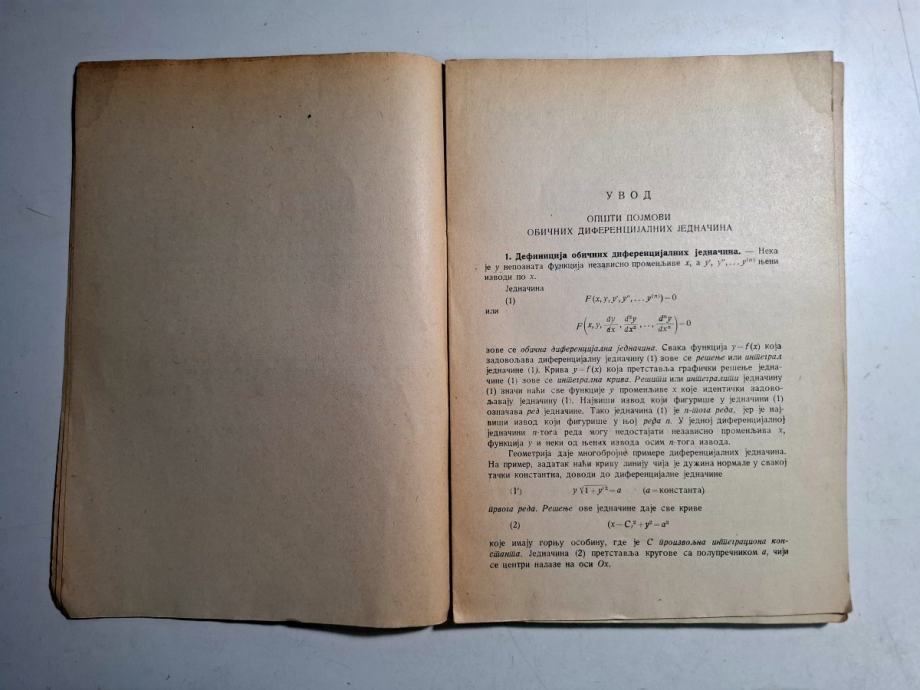 УВОД
ОПШТИ ПОЈМОВИ
ОБИЧНИХ ДИФЕРЕНЦИЈАЛНИХ ЈЕДНАЧИНА
1. Дефиниција обичних диференцијалних једначина. — Нека
је y непозната функција независно променљиве x, а y′, y″,...y⁽ⁿ⁾ њени
изводи по x.
Једначина
(1) F(x, y, y′, y″, ... y⁽ⁿ⁾)=0
или
F(x, y, dy/dx, d²y/dx², ..., dⁿy/dxⁿ)=0
зове се обична диференцијална једначина. Свака функција y=f(x) која
задовољава диференцијалну једначину (1) зове се решење или интеграл
једначине (1). Крива y=f(x) која претставља графички решење једна-
чине (1) зове се интегрална крива. Решити или интегралити једначину
(1) значи наћи све функције y променљиве x које идентички задово-
љавају једначину (1). Највиши извод који фигурише у једначини (1)
означава ред једначине. Тако једначина (1) је n-тога реда, јер је нај-
виши извод који фигурише у њој реда n. У једној диференцијалној
једначини n-тога реда могу недостајати независно променљива x,
функција y и неки од њених извода осим n-тога извода.
Геометрија даје многобројне примере диференцијалних једначина.
На пример, задатак наћи криву линију чија је дужина нормале у свакој
тачки константна, доводи до диференцијалне једначине
(1′) y√1+y′²=a (a=константа)
првога реда. Решење ове једначине даје све криве
(2) (x−C)²+y²=a²
које имају горњу особину, где је C произвољна интеграциона кон-
станта. Једначина (2) претставља кругове са полупречником a, чији
се центри налазе на оси Ox.